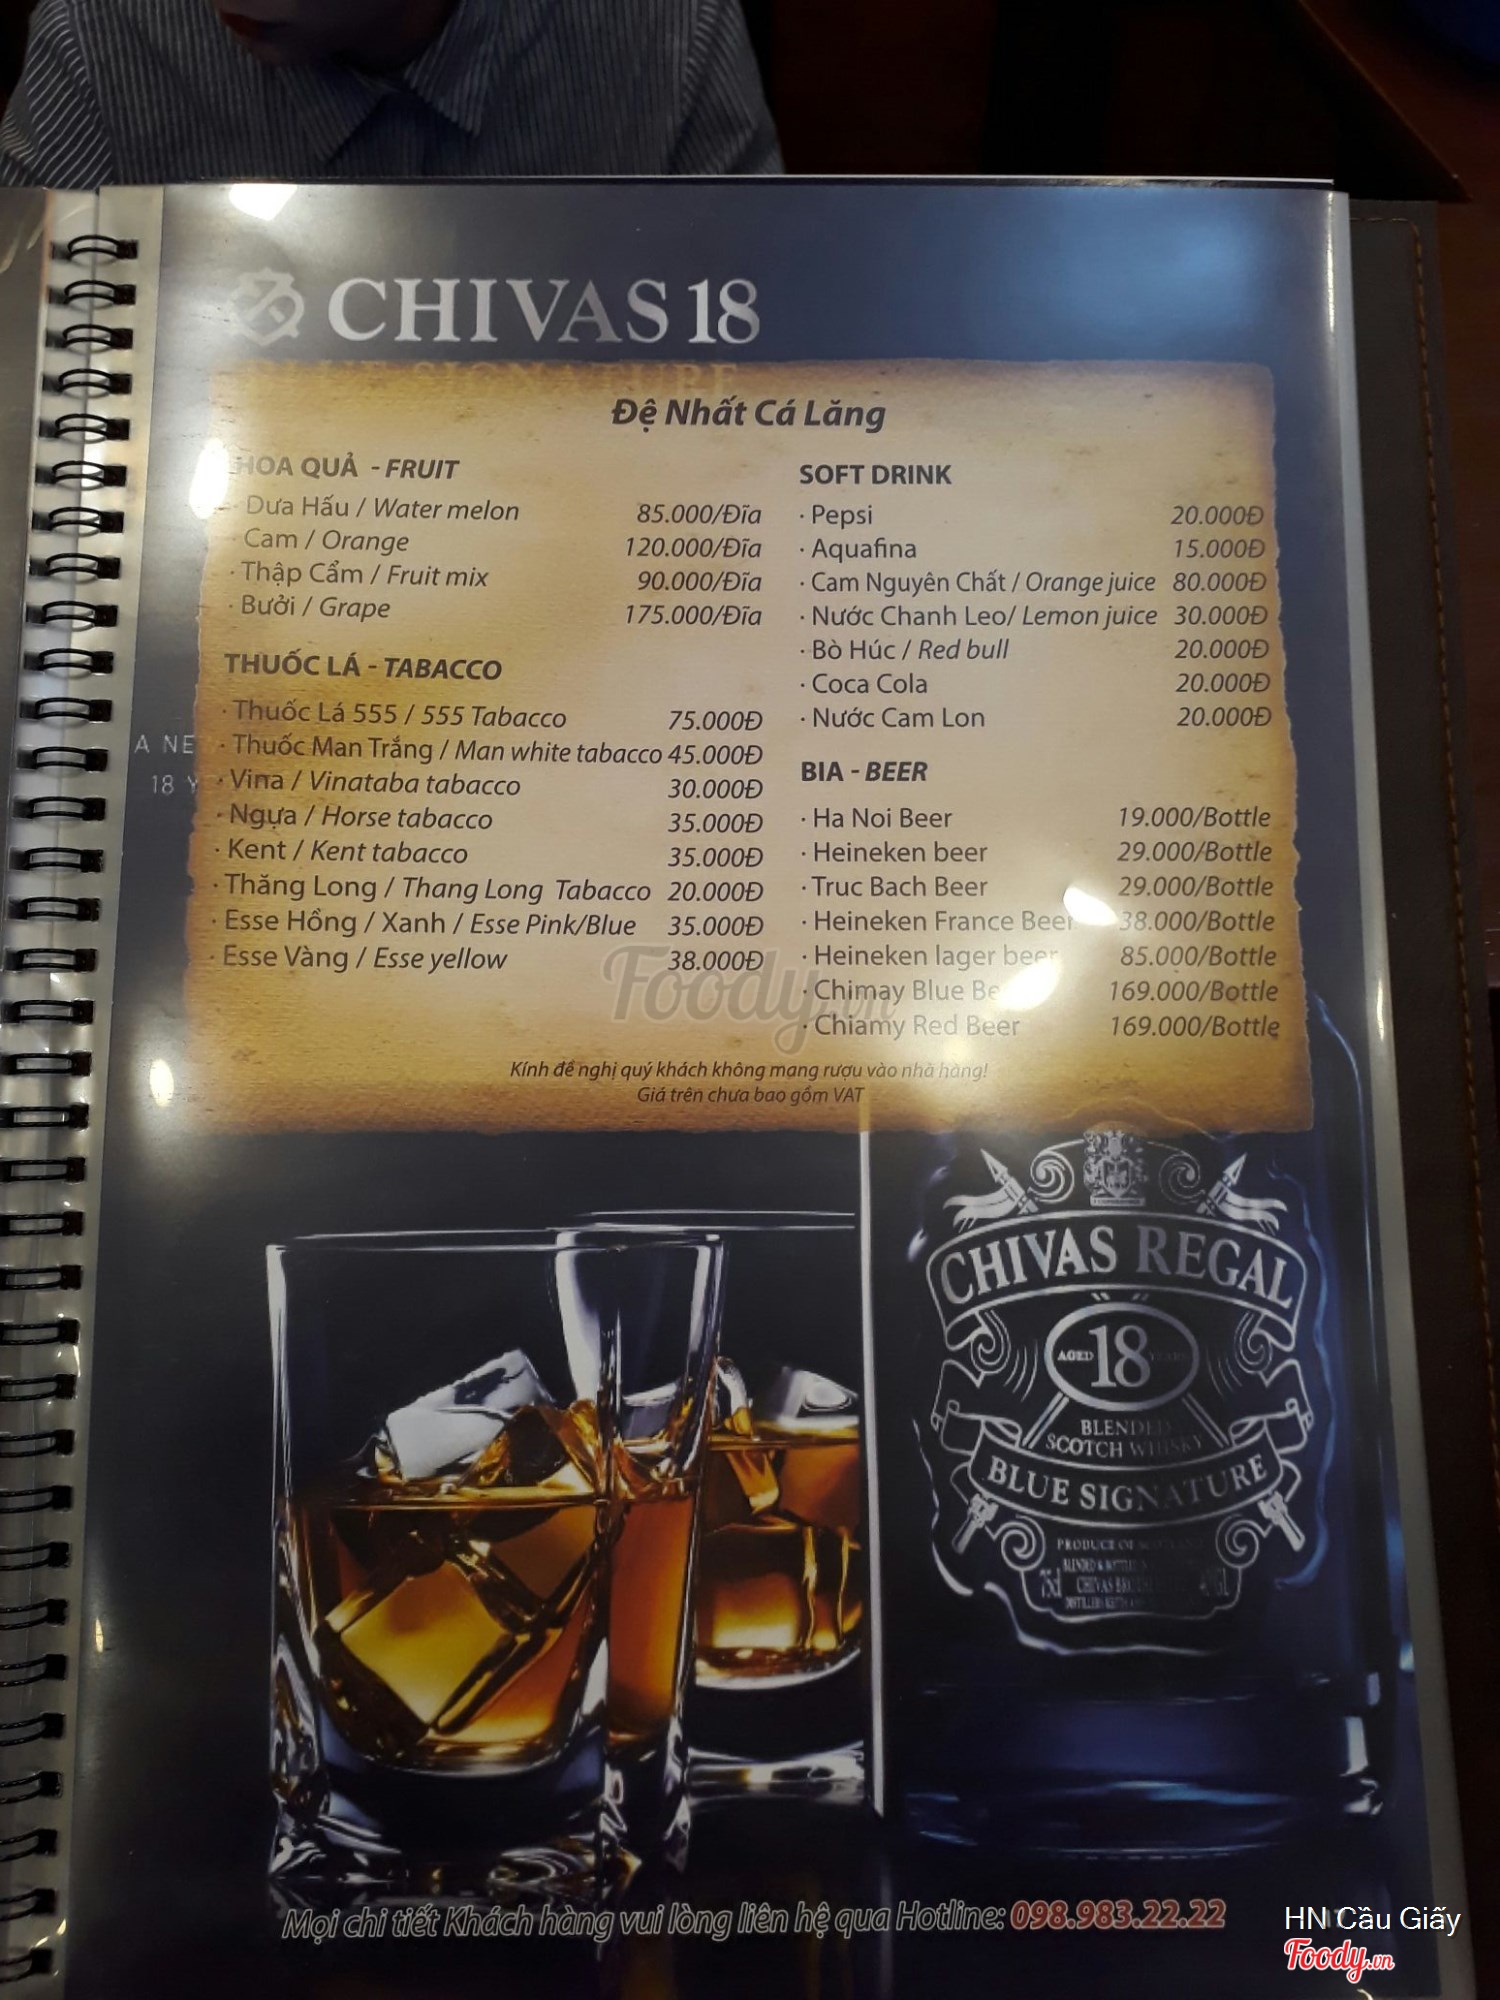 CHIVAS 18
BLUE SIGNATURE
Đệ Nhất Cá Lăng
HOA QUẢ - FRUIT
· Dưa Hấu / Water melon 85.000/Đĩa
· Cam / Orange 120.000/Đĩa
· Thập Cẩm / Fruit mix 90.000/Đĩa
· Bưởi / Grape 175.000/Đĩa
THUỐC LÁ - TABACCO
· Thuốc Lá 555 / 555 Tabacco 75.000Đ
· Thuốc Man Trắng / Man white tabacco 45.000Đ
· Vina / Vinataba tabacco 30.000Đ
· Ngựa / Horse tabacco 35.000Đ
· Kent / Kent tabacco 35.000Đ
· Thăng Long / Thang Long Tabacco 20.000Đ
· Esse Hồng / Xanh / Esse Pink/Blue 35.000Đ
· Esse Vàng / Esse yellow 38.000Đ
SOFT DRINK
· Pepsi 20.000Đ
· Aquafina 15.000Đ
· Cam Nguyên Chất / Orange juice 80.000Đ
· Nước Chanh Leo/ Lemon juice 30.000Đ
· Bò Húc / Red bull 20.000Đ
· Coca Cola 20.000Đ
· Nước Cam Lon 20.000Đ
BIA - BEER
· Ha Noi Beer 19.000/Bottle
· Heineken beer 29.000/Bottle
· Truc Bach Beer 29.000/Bottle
· Heineken France Beer 38.000/Bottle
· Heineken lager beer 85.000/Bottle
· Chimay Blue Be 169.000/Bottle
· Chiamy Red Beer 169.000/Bottle
A NE
18 Y
Foody.vn
Kính đề nghị quý khách không mang rượu vào nhà hàng!
Giá trên chưa bao gồm VAT
CHIVAS REGAL
AGED 18 YEARS
BLENDED
SCOTCH WHISKY
BLUE SIGNATURE
PRODUCE OF SCOTLAND
Mọi chi tiết Khách hàng vui lòng liên hệ qua Hotline: 098.983.22.22
HN Cầu Giấy
Foody.vn